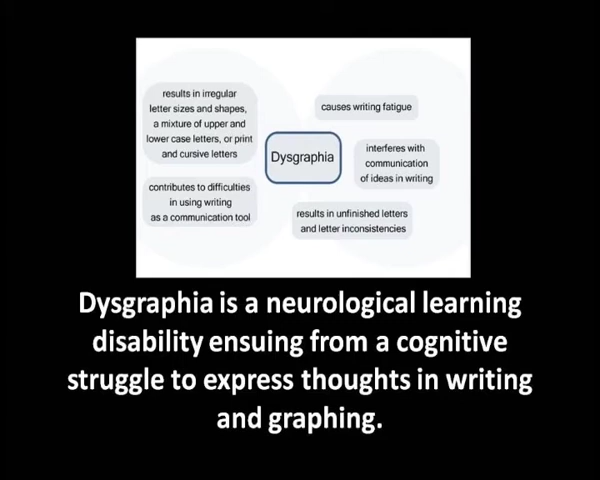 results in irregular
letter sizes and shapes,
a mixture of upper and
lower case letters, or print
and cursive letters
contributes to difficulties
in using writing
as a communication tool
Dysgraphia
causes writing fatigue
interferes with
communication
of ideas in writing
results in unfinished letters
and letter inconsistencies
Dysgraphia is a neurological learning
disability ensuing from a cognitive
struggle to express thoughts in writing
and graphing.